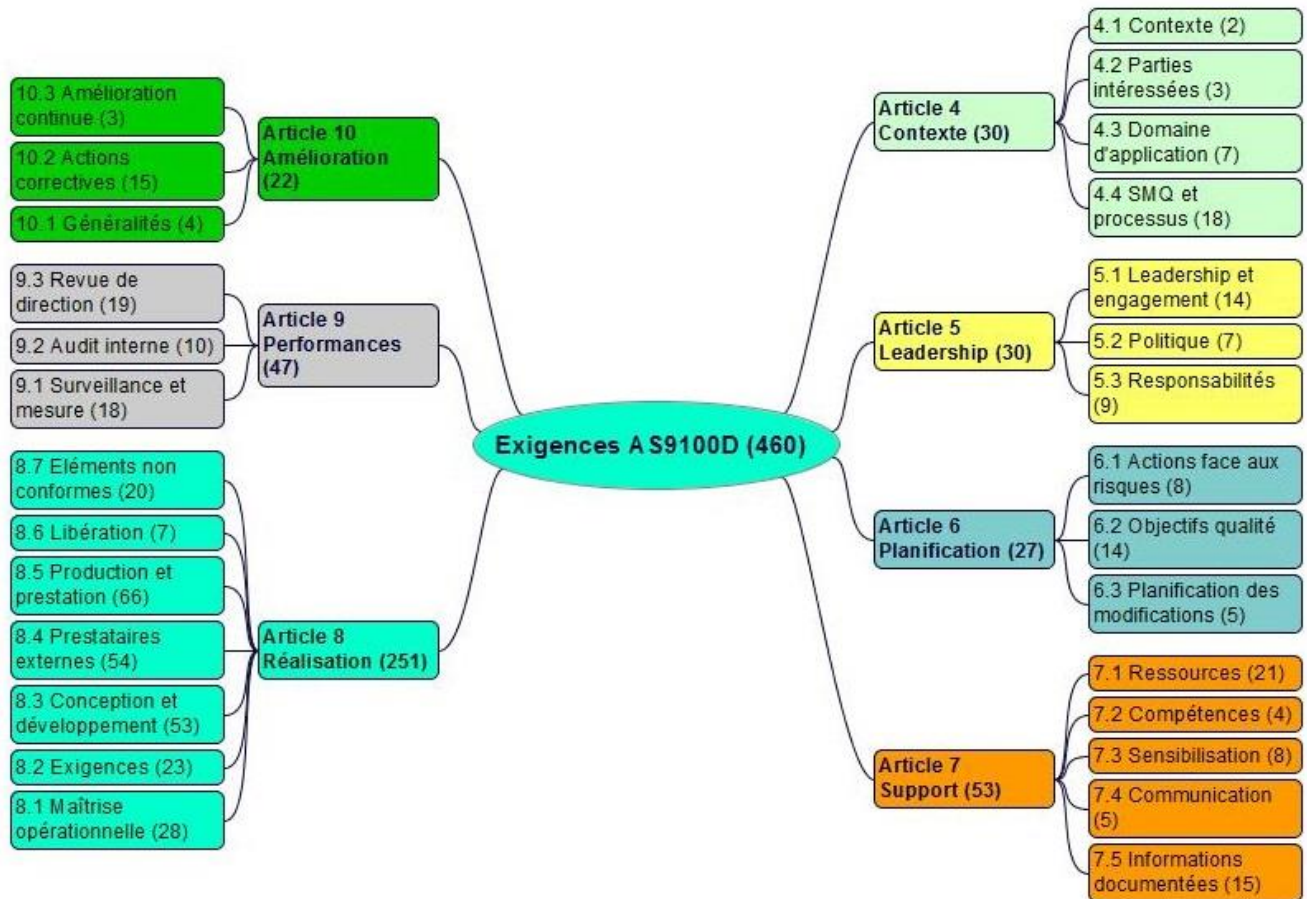 Exigences AS9100D (460)
Article 4
Contexte (30)
4.1 Contexte (2)
4.2 Parties
intéressées (3)
4.3 Domaine
d'application (7)
4.4 SMQ et
processus (18)
Article 5
Leadership (30)
5.1 Leadership et
engagement (14)
5.2 Politique (7)
5.3 Responsabilités
(9)
Article 6
Planification (27)
6.1 Actions face aux
risques (8)
6.2 Objectifs qualité
(14)
6.3 Planification des
modifications (5)
Article 7
Support (53)
7.1 Ressources (21)
7.2 Compétences (4)
7.3 Sensibilisation (8)
7.4 Communication
(5)
7.5 Informations
documentées (15)
Article 8
Réalisation (251)
8.7 Eléments non
conformes (20)
8.6 Libération (7)
8.5 Production et
prestation (66)
8.4 Prestataires
externes (54)
8.3 Conception et
développement (53)
8.2 Exigences (23)
8.1 Maîtrise
opérationnelle (28)
Article 9
Performances
(47)
9.3 Revue de
direction (19)
9.2 Audit interne (10)
9.1 Surveillance et
mesure (18)
Article 10
Amélioration
(22)
10.3 Amélioration
continue (3)
10.2 Actions
correctives (15)
10.1 Généralités (4)